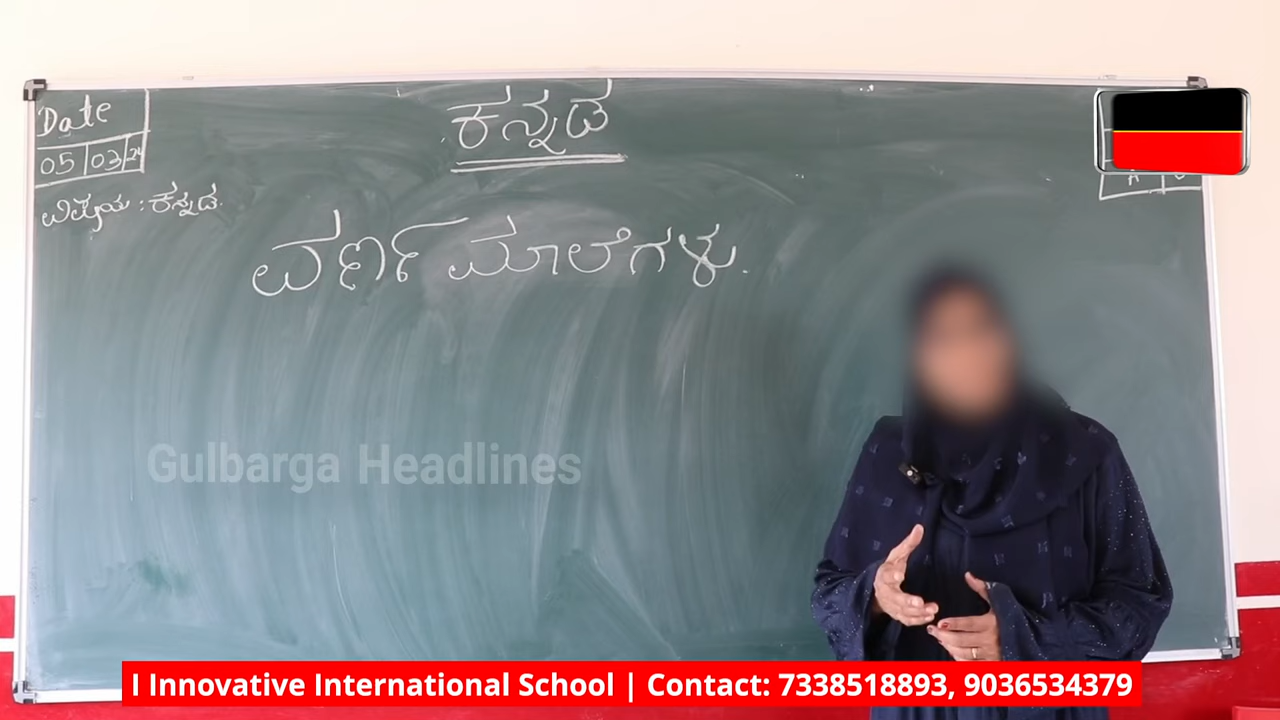 Date
05 03 24
ವಿಷಯ : ಕನ್ನಡ.
ಕನ್ನಡ
ವರ್ಣಮಾಲೆಗಳು.
Gulbarga Headlines
I Innovative International School | Contact: 7338518893, 9036534379